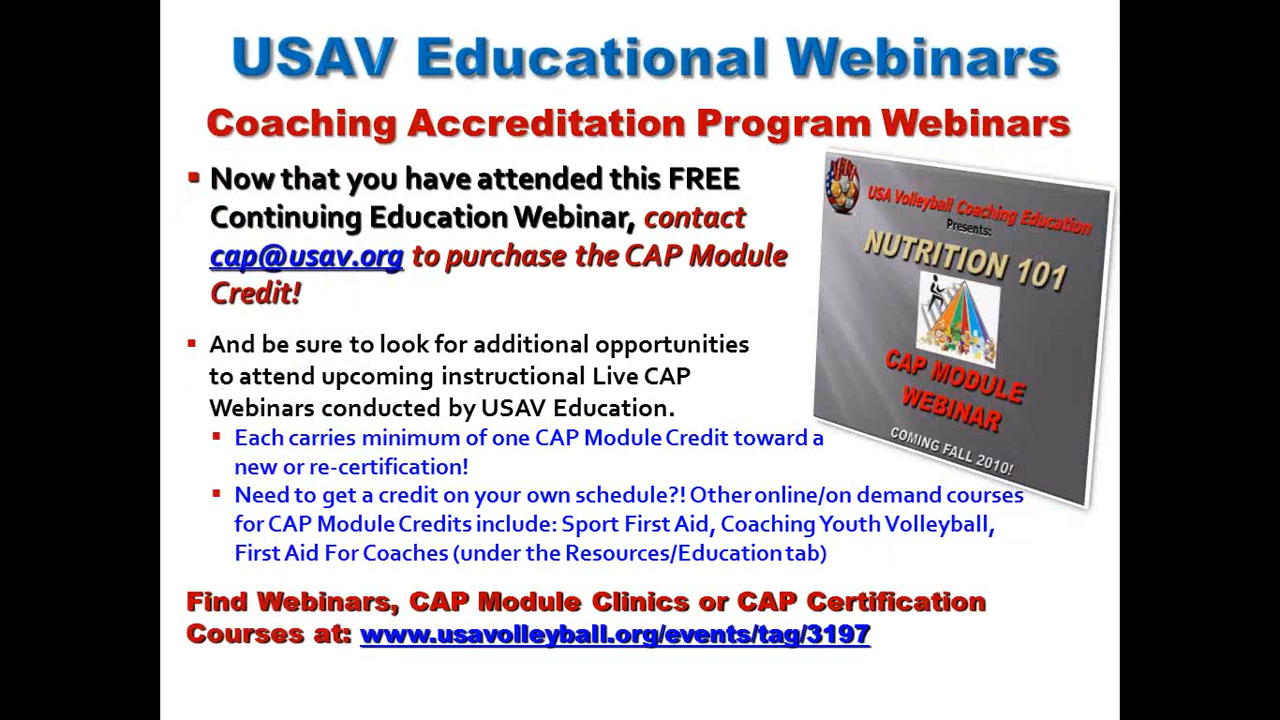 USAV Educational Webinars
Coaching Accreditation Program Webinars
Now that you have attended this FREE
Continuing Education Webinar, contact
cap@usav.org to purchase the CAP Module
Credit!
And be sure to look for additional opportunities
to attend upcoming instructional Live CAP
Webinars conducted by USAV Education.
Each carries minimum of one CAP Module Credit toward a
new or re-certification!
Need to get a credit on your own schedule?! Other online/on demand courses
for CAP Module Credits include: Sport First Aid, Coaching Youth Volleyball,
First Aid For Coaches (under the Resources/Education tab)
Find Webinars, CAP Module Clinics or CAP Certification
Courses at: www.usavolleyball.org/events/tag/3197
USA Volleyball Coaching Education
Presents:
NUTRITION 101
CAP MODULE
WEBINAR
COMING FALL 2010!